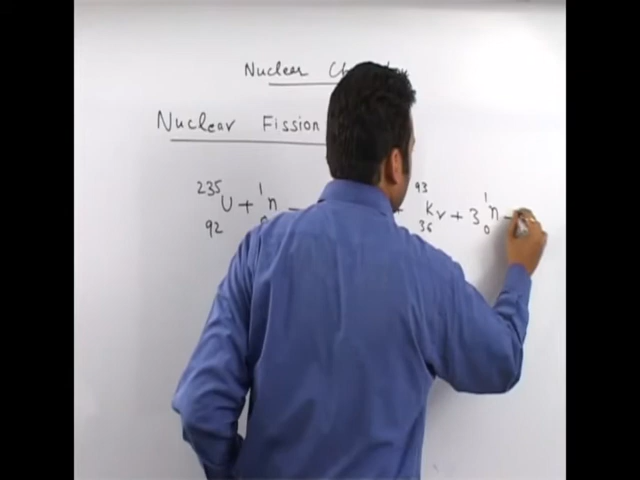 Nuclear
Nuclear Fission
235 1 93 1
U + n - + Kr + 3 n -
92 36 0